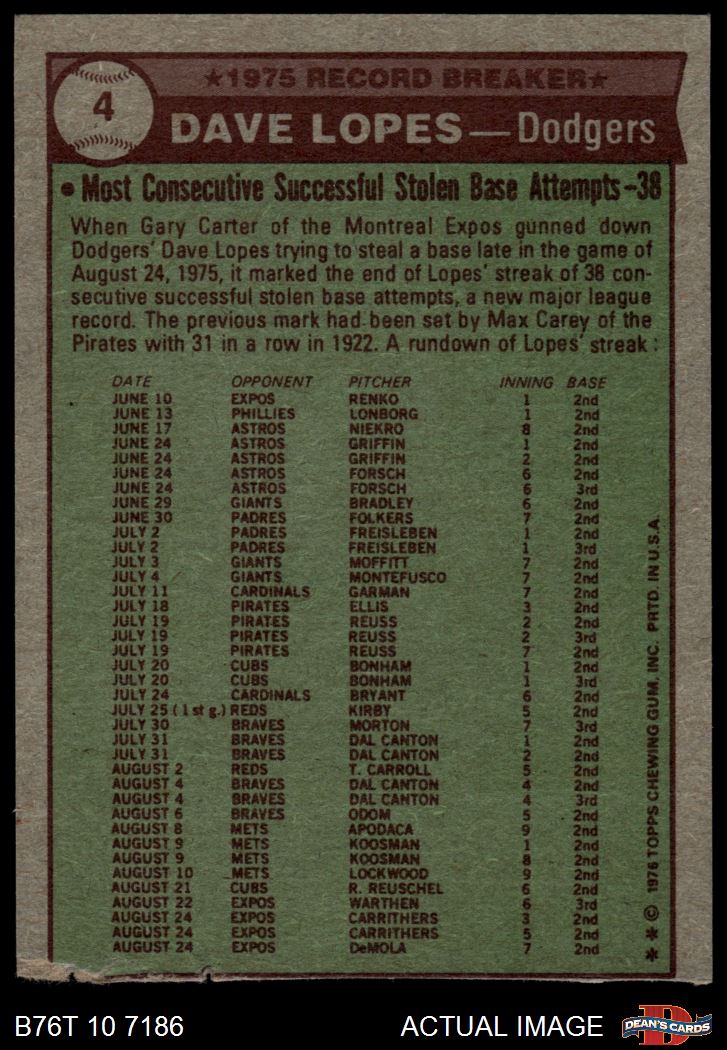 4
★1975 RECORD BREAKER★
DAVE LOPES—Dodgers
• Most Consecutive Successful Stolen Base Attempts-38
When Gary Carter of the Montreal Expos gunned down
Dodgers' Dave Lopes trying to steal a base late in the game of
August 24, 1975, it marked the end of Lopes' streak of 38 con-
secutive successful stolen base attempts, a new major league
record. The previous mark had been set by Max Carey of the
Pirates with 31 in a row in 1922. A rundown of Lopes' streak:
DATE OPPONENT PITCHER INNING BASE
JUNE 10 EXPOS RENKO 1 2nd
JUNE 13 PHILLIES LONBORG 1 2nd
JUNE 17 ASTROS NIEKRO 8 2nd
JUNE 24 ASTROS GRIFFIN 1 2nd
JUNE 24 ASTROS GRIFFIN 2 2nd
JUNE 24 ASTROS FORSCH 6 2nd
JUNE 24 ASTROS FORSCH 6 3rd
JUNE 29 GIANTS BRADLEY 6 2nd
JUNE 30 PADRES FOLKERS 7 2nd
JULY 2 PADRES FREISLEBEN 1 2nd
JULY 2 PADRES FREISLEBEN 1 3rd
JULY 3 GIANTS MOFFITT 7 2nd
JULY 4 GIANTS MONTEFUSCO 7 2nd
JULY 11 CARDINALS GARMAN 7 2nd
JULY 18 PIRATES ELLIS 3 2nd
JULY 19 PIRATES REUSS 2 2nd
JULY 19 PIRATES REUSS 2 3rd
JULY 19 PIRATES REUSS 7 2nd
JULY 20 CUBS BONHAM 1 2nd
JULY 20 CUBS BONHAM 1 3rd
JULY 24 CARDINALS BRYANT 6 2nd
JULY 25 (1st g.) REDS KIRBY 5 2nd
JULY 30 BRAVES MORTON 7 3rd
JULY 31 BRAVES DAL CANTON 1 2nd
JULY 31 BRAVES DAL CANTON 2 2nd
AUGUST 2 REDS T. CARROLL 5 2nd
AUGUST 4 BRAVES DAL CANTON 4 2nd
AUGUST 4 BRAVES DAL CANTON 4 3rd
AUGUST 6 BRAVES ODOM 5 2nd
AUGUST 8 METS APODACA 9 2nd
AUGUST 9 METS KOOSMAN 1 2nd
AUGUST 9 METS KOOSMAN 8 2nd
AUGUST 10 METS LOCKWOOD 9 2nd
AUGUST 21 CUBS R. REUSCHEL 6 2nd
AUGUST 22 EXPOS WARTHEN 6 3rd
AUGUST 24 EXPOS CARRITHERS 3 2nd
AUGUST 24 EXPOS CARRITHERS 5 2nd
AUGUST 24 EXPOS DeMOLA 7 2nd
★★© 1976 TOPPS CHEWING GUM, INC. PRTD. IN U.S.A.
B76T 10 7186 ACTUAL IMAGE
D
DEAN'S CARDS